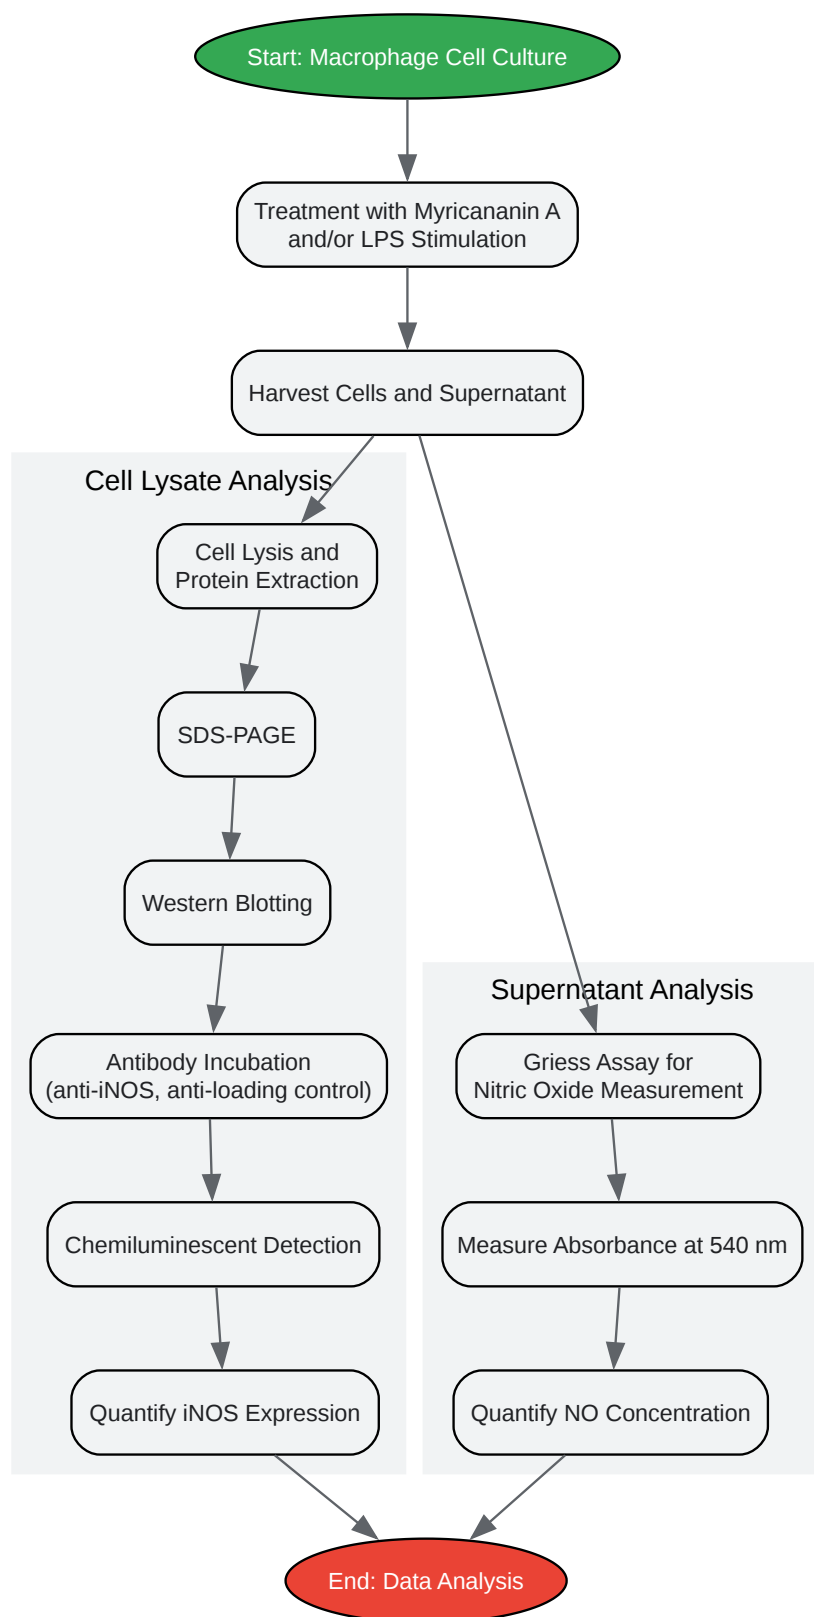 Start: Macrophage Cell Culture
Treatment with Myricananin A
and/or LPS Stimulation
Harvest Cells and Supernatant
Cell Lysate Analysis
Cell Lysis and
Protein Extraction
SDS-PAGE
Western Blotting
Antibody Incubation
(anti-iNOS, anti-loading control)
Chemiluminescent Detection
Quantify iNOS Expression
Supernatant Analysis
Griess Assay for
Nitric Oxide Measurement
Measure Absorbance at 540 nm
Quantify NO Concentration
End: Data Analysis